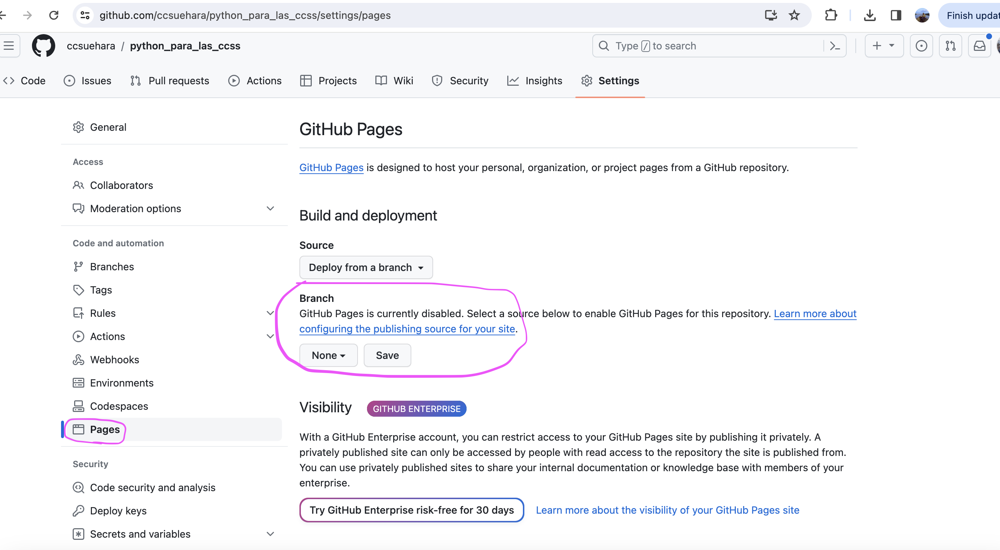 github.com/ccsuehara/python_para_las_ccss/settings/pages
Finish updat
ccsuehara / python_para_las_ccss
Type / to search
Code Issues Pull requests Actions Projects Wiki Security Insights Settings
General
Access
Collaborators
Moderation options
Code and automation
Branches
Tags
Rules
Actions
Webhooks
Environments
Codespaces
Pages
Security
Code security and analysis
Deploy keys
Secrets and variables
GitHub Pages
GitHub Pages is designed to host your personal, organization, or project pages from a GitHub repository.
Build and deployment
Source
Deploy from a branch
Branch
GitHub Pages is currently disabled. Select a source below to enable GitHub Pages for this repository. Learn more about
configuring the publishing source for your site.
None Save
Visibility GITHUB ENTERPRISE
With a GitHub Enterprise account, you can restrict access to your GitHub Pages site by publishing it privately. A
privately published site can only be accessed by people with read access to the repository the site is published from.
You can use privately published sites to share your internal documentation or knowledge base with members of your
enterprise.
Try GitHub Enterprise risk-free for 30 days Learn more about the visibility of your GitHub Pages site